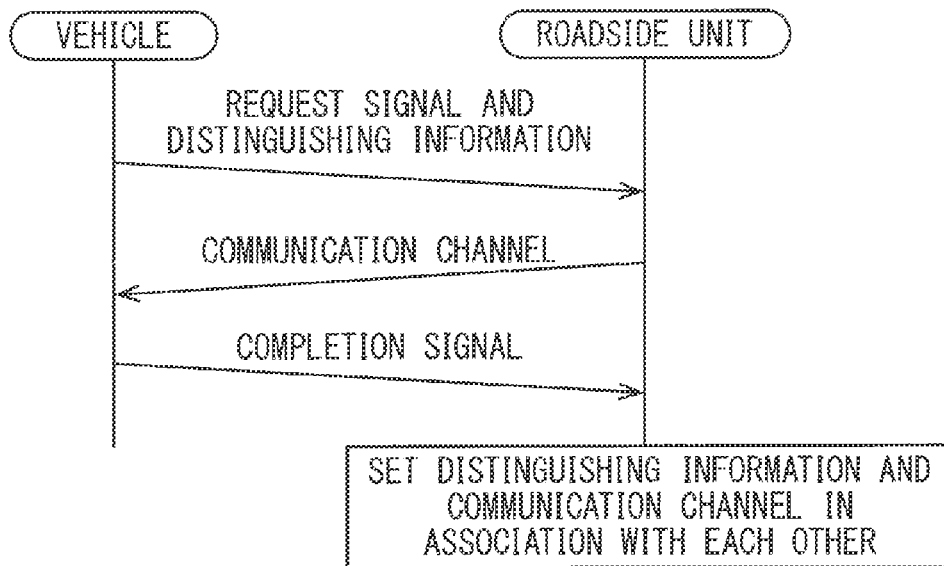 VEHICLE
ROADSIDE UNIT
REQUEST SIGNAL AND
DISTINGUISHING INFORMATION
COMMUNICATION CHANNEL
COMPLETION SIGNAL
SET DISTINGUISHING INFORMATION AND
COMMUNICATION CHANNEL IN
ASSOCIATION WITH EACH OTHER